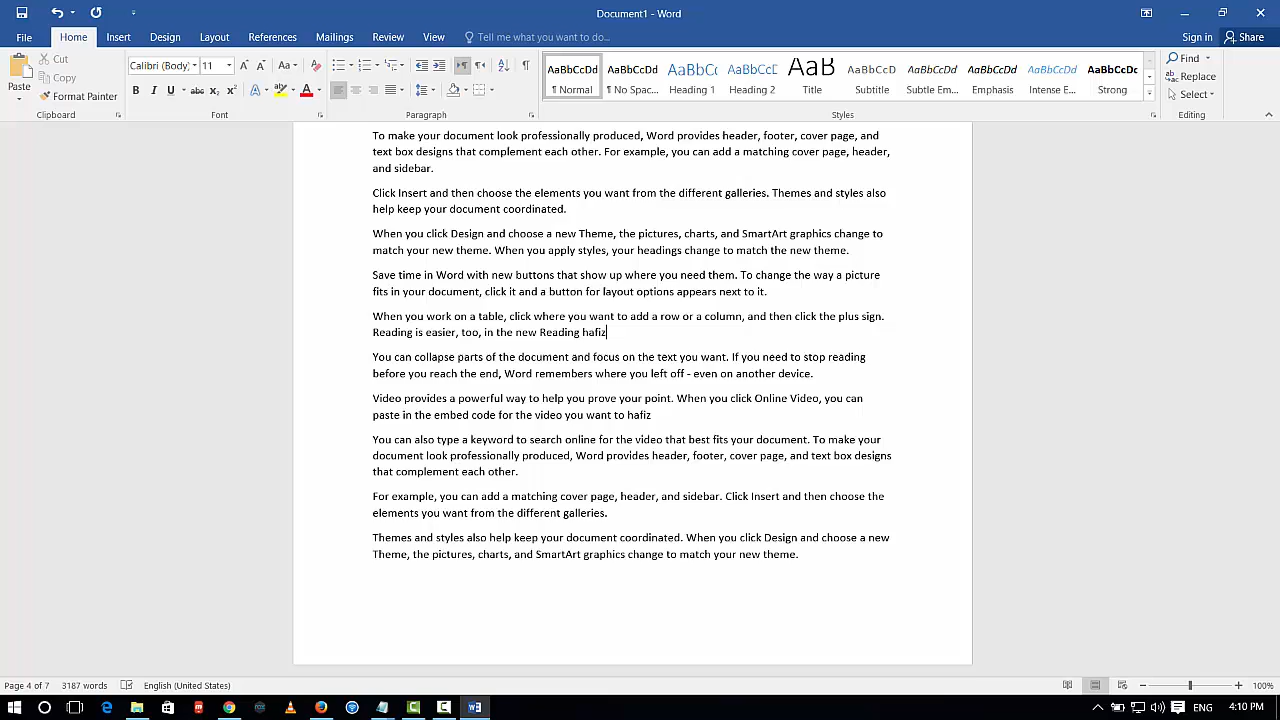 Document1 - Word
File Home Insert Design Layout References Mailings Review View Tell me what you want to do... Sign in Share
Paste
Cut
Copy
Format Painter
Clipboard
Calibri (Body) 11
Font
Paragraph
AaBbCcDd AaBbCcDd AaBbCc AaBbCcE AaB AaBbCcD AaBbCcDd AaBbCcDd AaBbCcDd AaBbCcDc
¶ Normal ¶ No Spac... Heading 1 Heading 2 Title Subtitle Subtle Em... Emphasis Intense E... Strong
Styles
Find
Replace
Select
Editing
To make your document look professionally produced, Word provides header, footer, cover page, and
text box designs that complement each other. For example, you can add a matching cover page, header,
and sidebar.
Click Insert and then choose the elements you want from the different galleries. Themes and styles also
help keep your document coordinated.
When you click Design and choose a new Theme, the pictures, charts, and SmartArt graphics change to
match your new theme. When you apply styles, your headings change to match the new theme.
Save time in Word with new buttons that show up where you need them. To change the way a picture
fits in your document, click it and a button for layout options appears next to it.
When you work on a table, click where you want to add a row or a column, and then click the plus sign.
Reading is easier, too, in the new Reading hafiz
You can collapse parts of the document and focus on the text you want. If you need to stop reading
before you reach the end, Word remembers where you left off - even on another device.
Video provides a powerful way to help you prove your point. When you click Online Video, you can
paste in the embed code for the video you want to hafiz
You can also type a keyword to search online for the video that best fits your document. To make your
document look professionally produced, Word provides header, footer, cover page, and text box designs
that complement each other.
For example, you can add a matching cover page, header, and sidebar. Click Insert and then choose the
elements you want from the different galleries.
Themes and styles also help keep your document coordinated. When you click Design and choose a new
Theme, the pictures, charts, and SmartArt graphics change to match your new theme.
Page 4 of 7 3187 words English (United States) 100%
ENG 4:10 PM